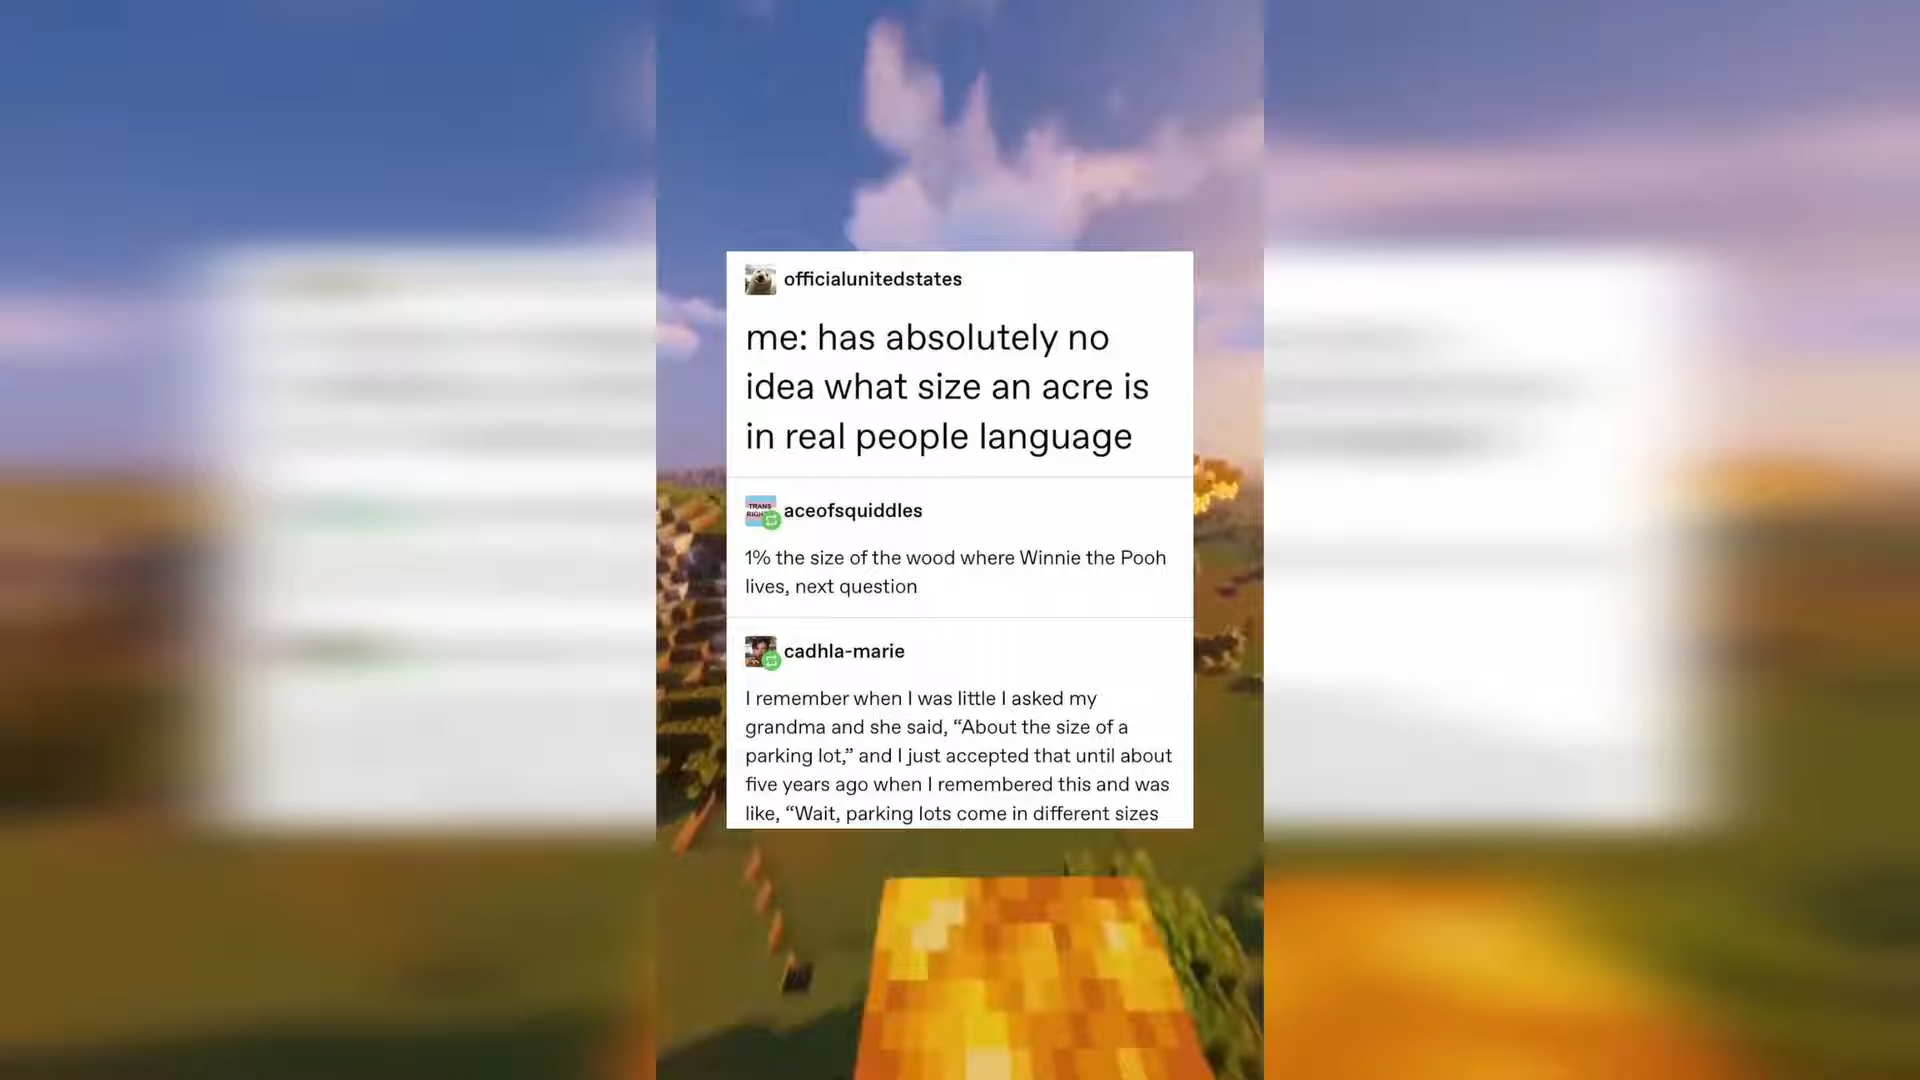 officialunitedstates
me: has absolutely no
idea what size an acre is
in real people language
TRANS
aceofsquiddles
1% the size of the wood where Winnie the Pooh
lives, next question
cadhla-marie
I remember when I was little I asked my
grandma and she said, “About the size of a
parking lot,” and I just accepted that until about
five years ago when I remembered this and was
like, “Wait, parking lots come in different sizes